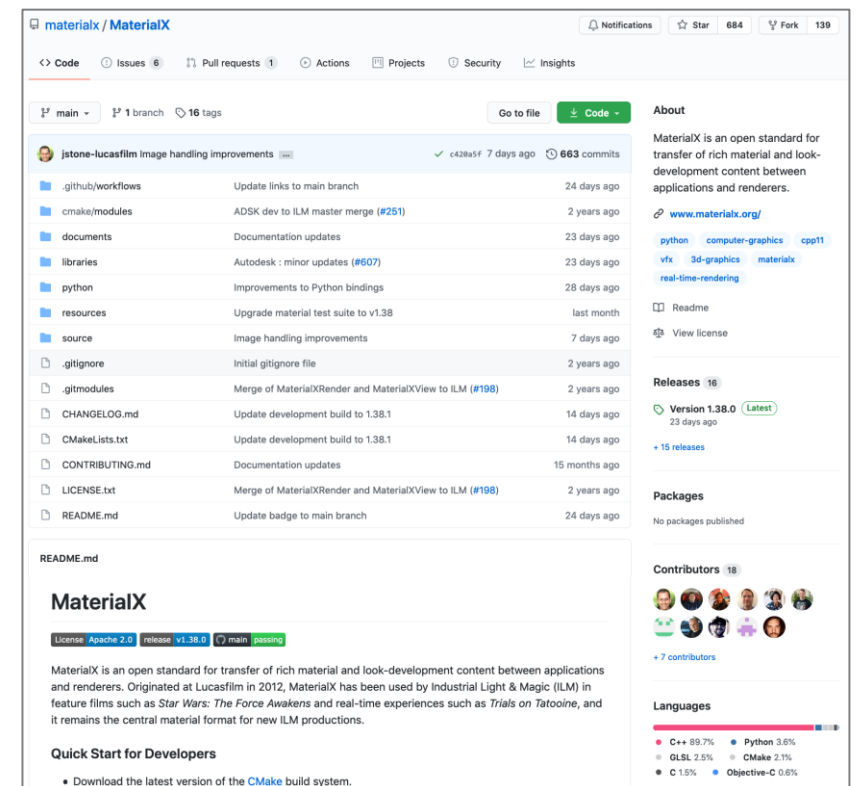 materialx / MaterialX
Notifications
Star 684
Fork 139
Code
Issues 6
Pull requests 1
Actions
Projects
Security
Insights
main
1 branch
16 tags
Go to file
Code
jstone-lucasfilm Image handling improvements ...
c420a5f 7 days ago 663 commits
.github/workflows Update links to main branch 24 days ago
cmake/modules ADSK dev to ILM master merge (#251) 2 years ago
documents Documentation updates 23 days ago
libraries Autodesk : minor updates (#607) 23 days ago
python Improvements to Python bindings 28 days ago
resources Upgrade material test suite to v1.38 last month
source Image handling improvements 7 days ago
.gitignore Initial gitignore file 2 years ago
.gitmodules Merge of MaterialXRender and MaterialXView to ILM (#198) 2 years ago
CHANGELOG.md Update development build to 1.38.1 14 days ago
CMakeLists.txt Update development build to 1.38.1 14 days ago
CONTRIBUTING.md Documentation updates 15 months ago
LICENSE.txt Merge of MaterialXRender and MaterialXView to ILM (#198) 2 years ago
README.md Update badge to main branch 24 days ago
README.md
MaterialX
License Apache 2.0 release v1.38.0 main passing
MaterialX is an open standard for transfer of rich material and look-development content between applications
and renderers. Originated at Lucasfilm in 2012, MaterialX has been used by Industrial Light & Magic (ILM) in
feature films such as Star Wars: The Force Awakens and real-time experiences such as Trials on Tatooine, and
it remains the central material format for new ILM productions.
Quick Start for Developers
• Download the latest version of the CMake build system.
About
MaterialX is an open standard for
transfer of rich material and look-
development content between
applications and renderers.
www.materialx.org/
python computer-graphics cpp11
vfx 3d-graphics materialx
real-time-rendering
Readme
View license
Releases 16
Version 1.38.0 Latest
23 days ago
+ 15 releases
Packages
No packages published
Contributors 18
+ 7 contributors
Languages
C++ 89.7% Python 3.6%
GLSL 2.5% CMake 2.1%
C 1.5% Objective-C 0.6%